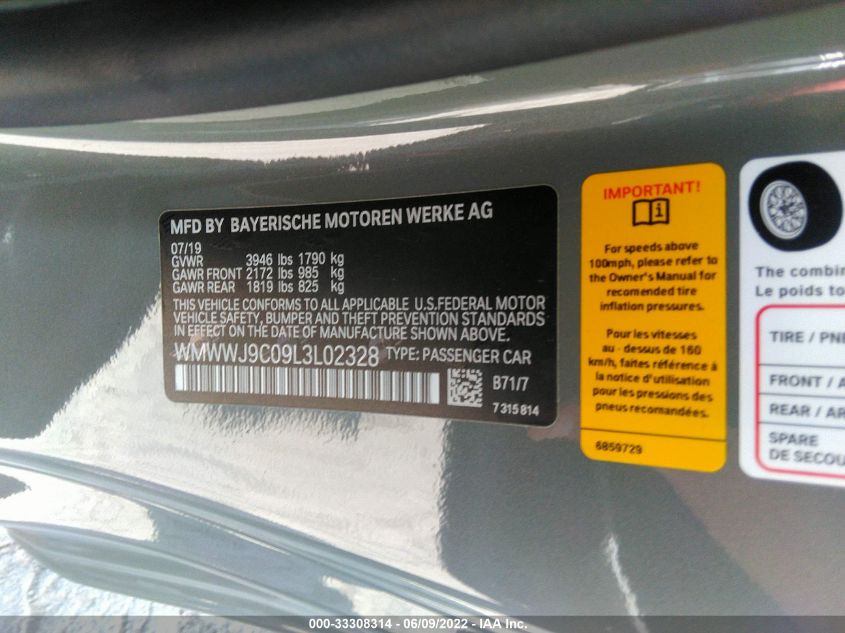 MFD BY BAYERISCHE MOTOREN WERKE AG
07/19
GVWR 3946 lbs 1790 kg
GAWR FRONT 2172 lbs 985 kg
GAWR REAR 1819 lbs 825 kg
THIS VEHICLE CONFORMS TO ALL APPLICABLE U.S.FEDERAL MOTOR
VEHICLE SAFETY, BUMPER AND THEFT PREVENTION STANDARDS
IN EFFECT ON THE DATE OF MANUFACTURE SHOWN ABOVE.
WMWWJ9C09L3L02328 TYPE: PASSENGER CAR
B71/7
7 315 814
IMPORTANT!
For speeds above
100mph, please refer to
the Owner's Manual for
recomended tire
inflation pressures.
Pour les vitesses
au - dessus de 160
km/h, faites référence à
la notice d'utilisation
pour les pressions des
pneus recomandées.
6859729
The combin
Le poids to
TIRE / PNE
FRONT / A
REAR / AR
SPARE
DE SECOU
000-33308314 - 06/09/2022 - IAA Inc.